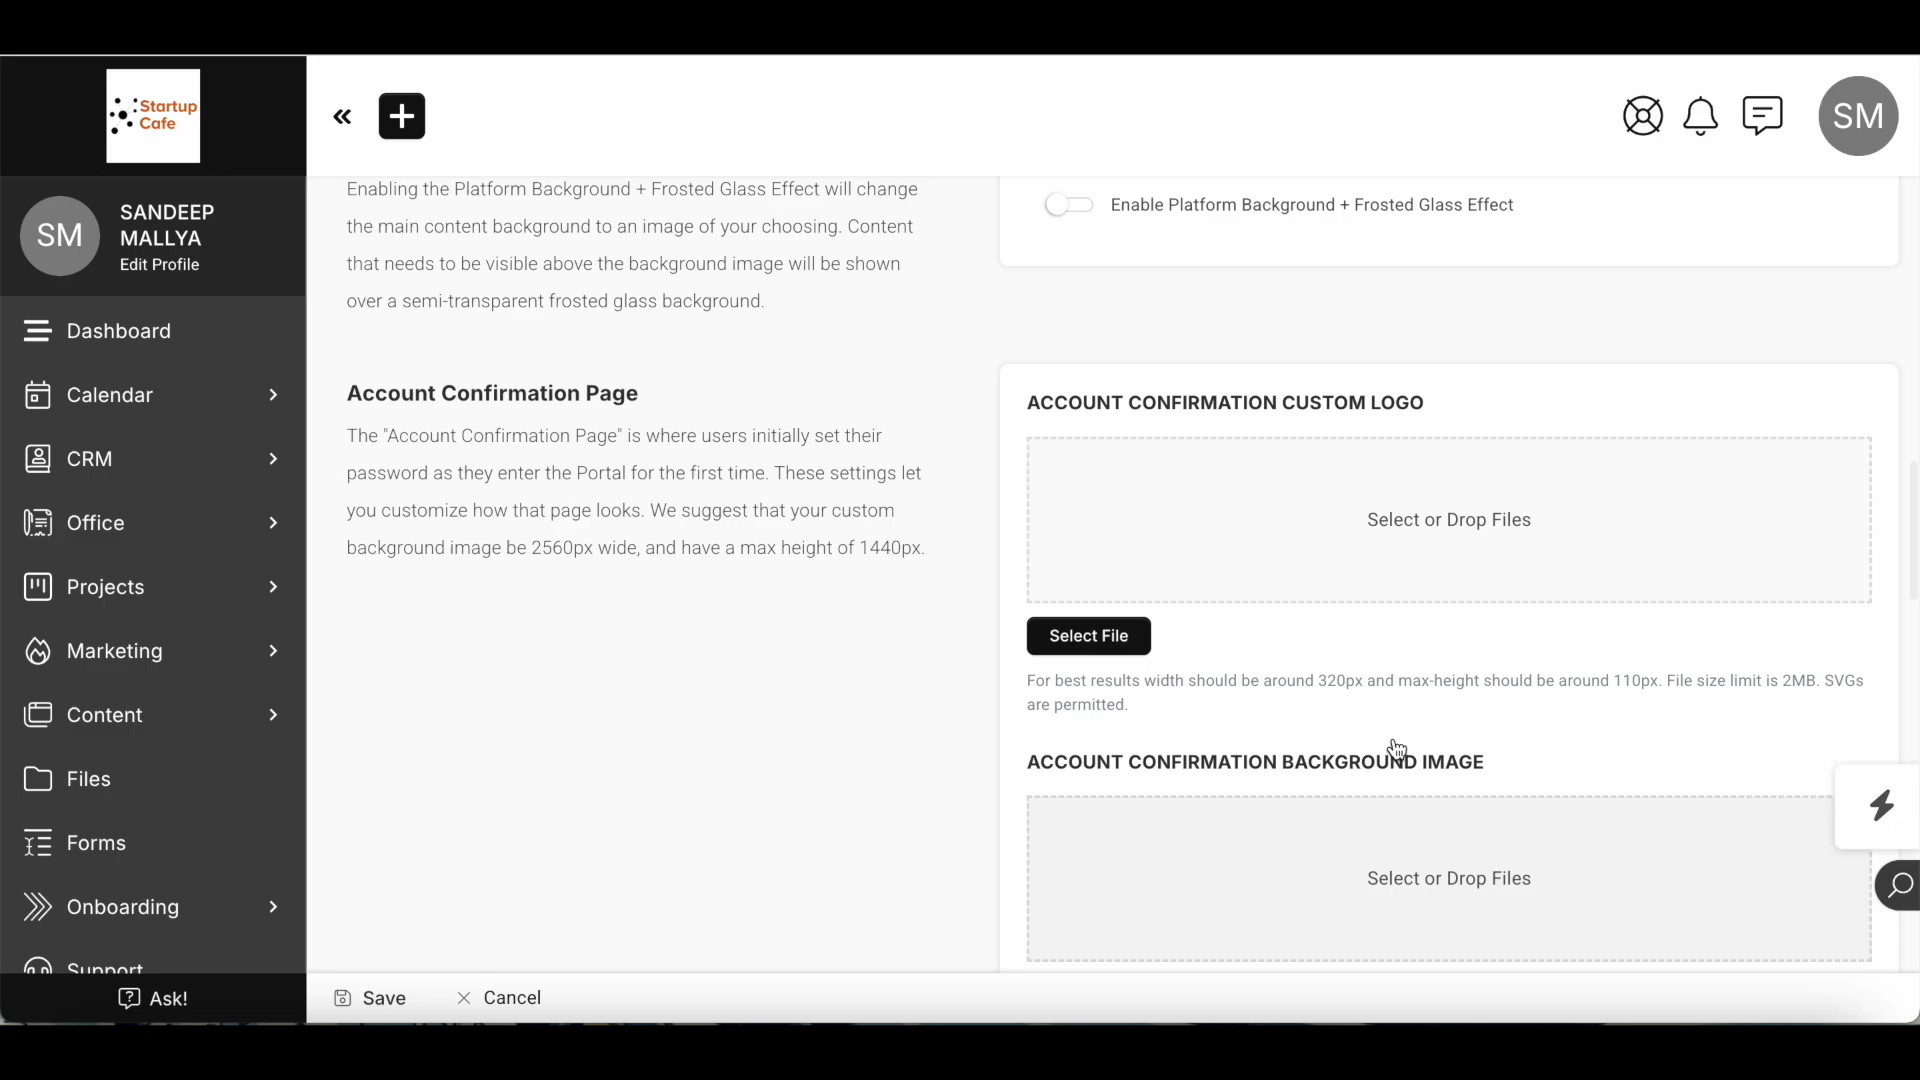 Startup
Cafe
SM
SM
SANDEEP
MALLYA
Edit Profile
Dashboard
Calendar
CRM
Office
Projects
Marketing
Content
Files
Forms
Onboarding
Support
Ask!
Enabling the Platform Background + Frosted Glass Effect will change
the main content background to an image of your choosing. Content
that needs to be visible above the background image will be shown
over a semi-transparent frosted glass background.
Enable Platform Background + Frosted Glass Effect
Account Confirmation Page
The "Account Confirmation Page" is where users initially set their
password as they enter the Portal for the first time. These settings let
you customize how that page looks. We suggest that your custom
background image be 2560px wide, and have a max height of 1440px.
ACCOUNT CONFIRMATION CUSTOM LOGO
Select or Drop Files
Select File
For best results width should be around 320px and max-height should be around 110px. File size limit is 2MB. SVGs
are permitted.
ACCOUNT CONFIRMATION BACKGROUND IMAGE
Select or Drop Files
Save
Cancel